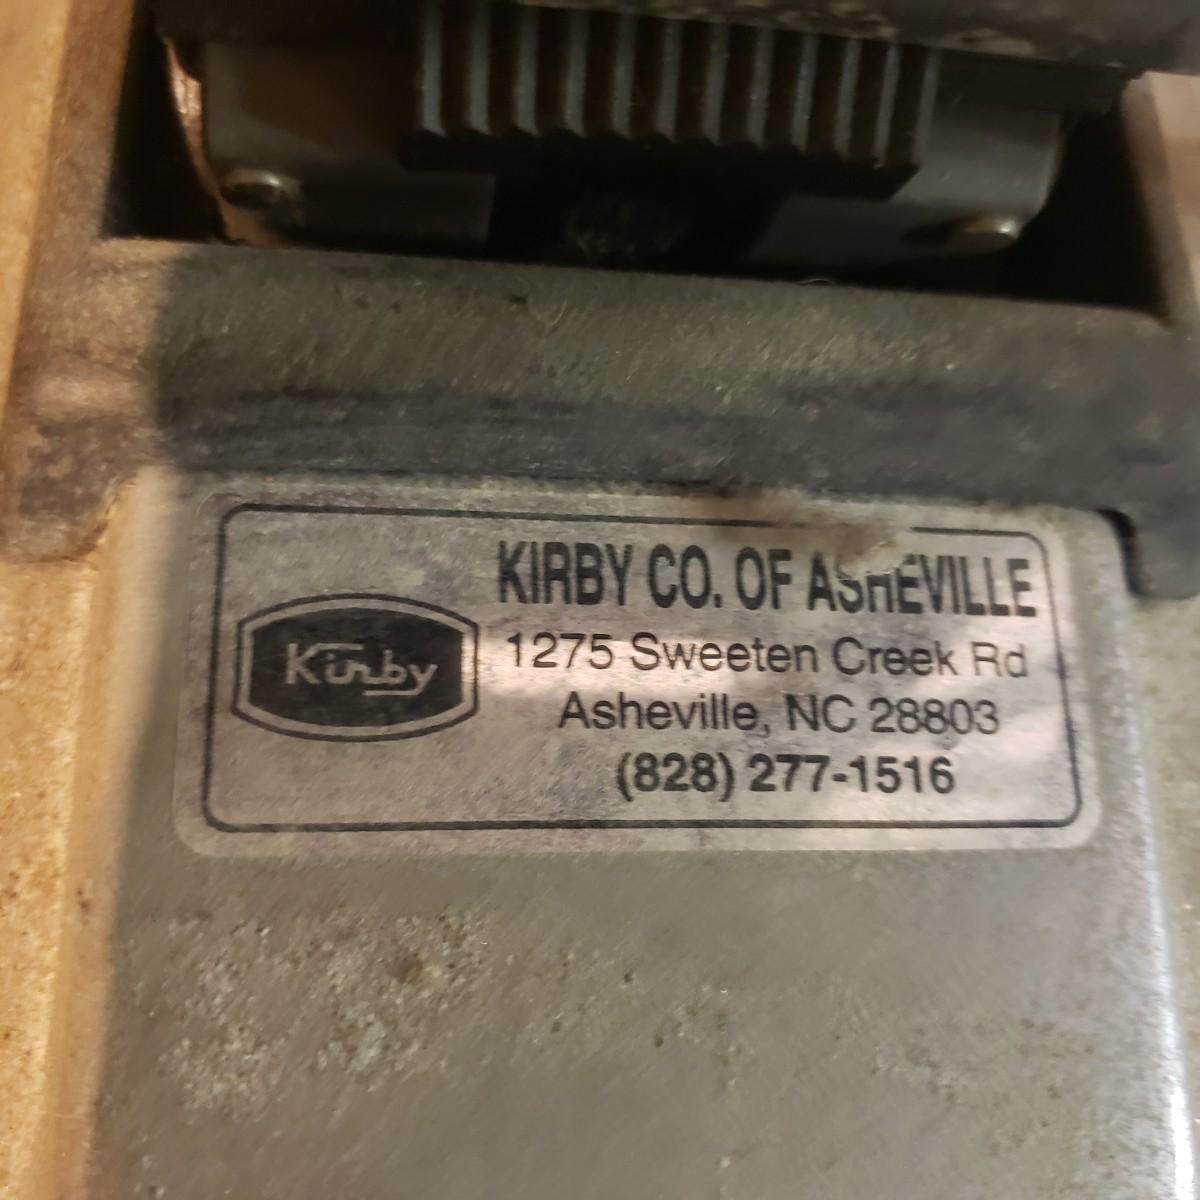 KIRBY CO. OF ASHEVILLE
Kirby
1275 Sweeten Creek Rd
Asheville, NC 28803
(828) 277-1516